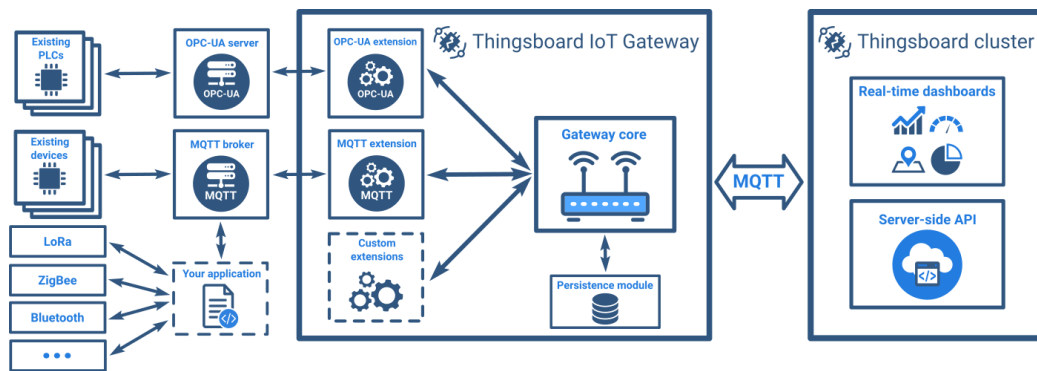 Existing
PLCs
OPC-UA server
OPC-UA
OPC-UA extension
OPC-UA
Thingsboard IoT Gateway
Thingsboard cluster
Existing
devices
MQTT broker
MQTT
MQTT extension
MQTT
Gateway core
MQTT
Real-time dashboards
LoRa
ZigBee
Bluetooth
Your application
Custom
extensions
Persistence module
Server-side API